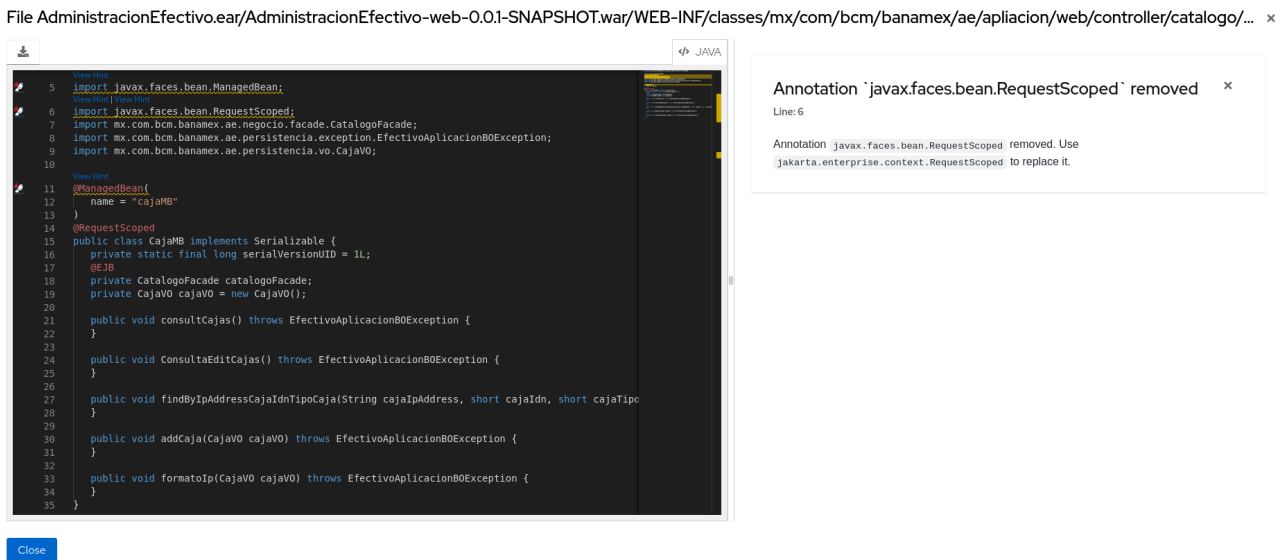 File AdministracionEfectivo.ear/AdministracionEfectivo-web-0.0.1-SNAPSHOT.war/WEB-INF/classes/mx/com/bcm/banamex/ae/apliacion/web/controller/catalogo/... ×
JAVA
View Hint
5 import javax.faces.bean.ManagedBean;
View Hint | View Hint
6 import javax.faces.bean.RequestScoped;
7 import mx.com.bcm.banamex.ae.negocio.facade.CatalogoFacade;
8 import mx.com.bcm.banamex.ae.persistencia.exception.EfectivoAplicacionBOException;
9 import mx.com.bcm.banamex.ae.persistencia.vo.CajaVO;
10
View Hint
11 @ManagedBean(
12 name = "cajaMB"
13 )
14 @RequestScoped
15 public class CajaMB implements Serializable {
16 private static final long serialVersionUID = 1L;
17 @EJB
18 private CatalogoFacade catalogoFacade;
19 private CajaVO cajaVO = new CajaVO();
20
21 public void consultCajas() throws EfectivoAplicacionBOException {
22 }
23
24 public void ConsultaEditCajas() throws EfectivoAplicacionBOException {
25 }
26
27 public void findByIpAddressCajaIdnTipoCaja(String cajaIpAddress, short cajaIdn, short cajaTipo
28 }
29
30 public void addCaja(CajaVO cajaVO) throws EfectivoAplicacionBOException {
31 }
32
33 public void formatoIp(CajaVO cajaVO) throws EfectivoAplicacionBOException {
34 }
35 }
Annotation `javax.faces.bean.RequestScoped` removed ×
Line: 6
Annotation javax.faces.bean.RequestScoped removed. Use
jakarta.enterprise.context.RequestScoped to replace it.
Close